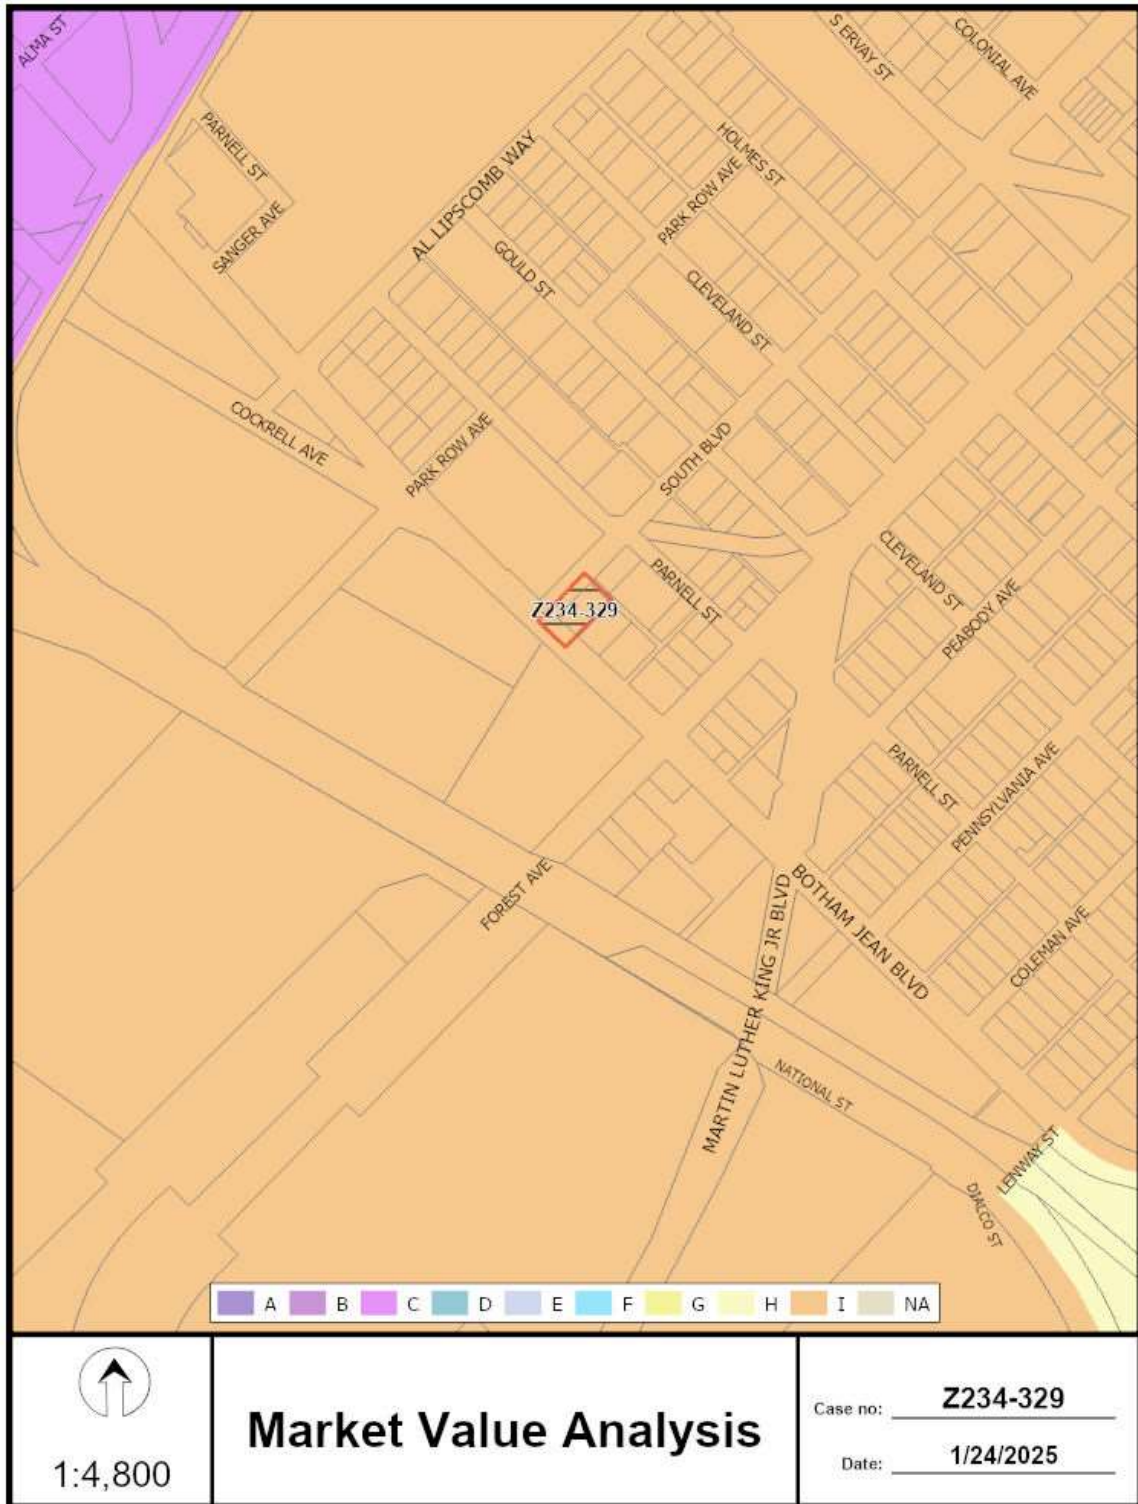 ALMA ST
S ERVAY ST
COLONIAL AVE
PARNELL ST
HOLMES ST
AL LIPSCOMB WAY
PARK ROW AVE
SANGER AVE
GOULD ST
CLEVELAND ST
COCKRELL AVE
PARK ROW AVE
SOUTH BLVD
CLEVELAND ST
PARNELL ST
PEABODY AVE
Z234-329
PARNELL ST
PENNSYLVANIA AVE
FOREST AVE
BOTHAM JEAN BLVD
MARTIN LUTHER KING JR BLVD
COLEMAN AVE
NATIONAL ST
LENWAY ST
DIALCO ST
A B C D E F G H I NA
1:4,800
Market Value Analysis
Case no: Z234-329
Date: 1/24/2025